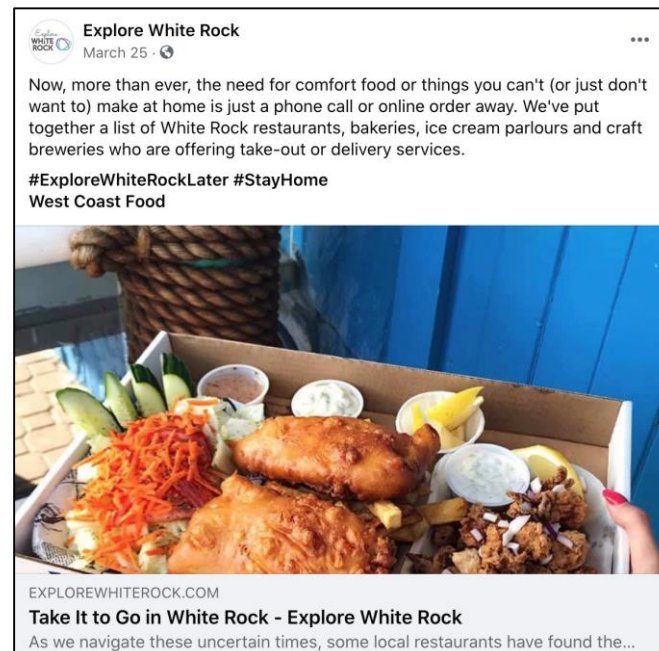 Explore
WHITE
ROCK
Explore White Rock
March 25 ·
Now, more than ever, the need for comfort food or things you can't (or just don't
want to) make at home is just a phone call or online order away. We've put
together a list of White Rock restaurants, bakeries, ice cream parlours and craft
breweries who are offering take-out or delivery services.
#ExploreWhiteRockLater #StayHome
West Coast Food
EXPLOREWHITEROCK.COM
Take It to Go in White Rock - Explore White Rock
As we navigate these uncertain times, some local restaurants have found the...